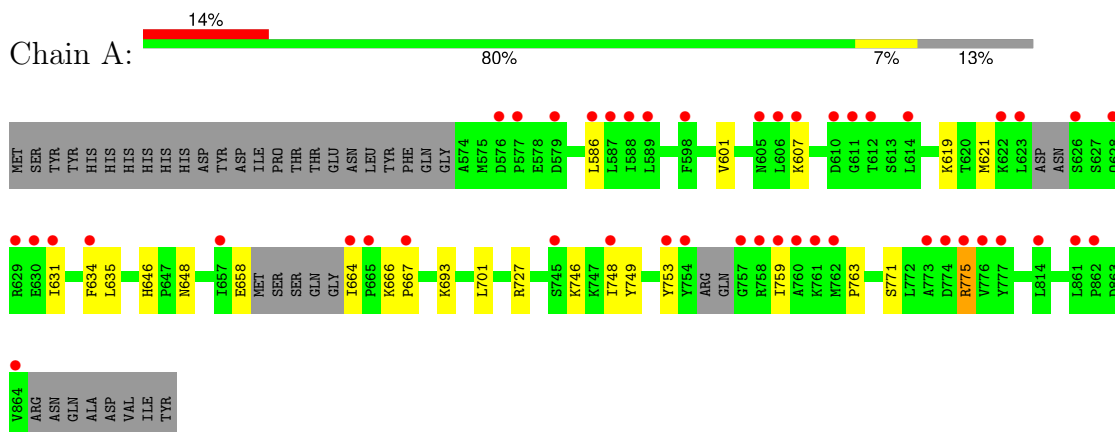 14%
Chain A:
80% 7% 13%
MET SER TYR TYR HIS HIS HIS HIS HIS HIS ASP TYR ASP ILE PRO THR THR GLU ASN LEU TYR PHE GLN GLY A574 M575 D576 P577 E578 D579 L586 L587 I588 L589 F598 V601 N605 L606 K607 D610 G611 T612 S613 L614 K619 T620 M621 K622 L623 ASP ASN S626 S627 D628
R629 E630 I631 F634 L635 H646 P647 N648 I657 E658 MET SER SER GLN GLY I664 P665 K666 P667 K693 L701 R727 S745 K746 K747 I748 Y749 Y753 Y754 ARG GLN G757 R758 I759 A760 K761 M762 P763 S771 L772 A773 D774 R775 V776 Y777 L814 L861 P862 D863
V864 ARG ASN GLN ALA ASP VAL ILE TYR